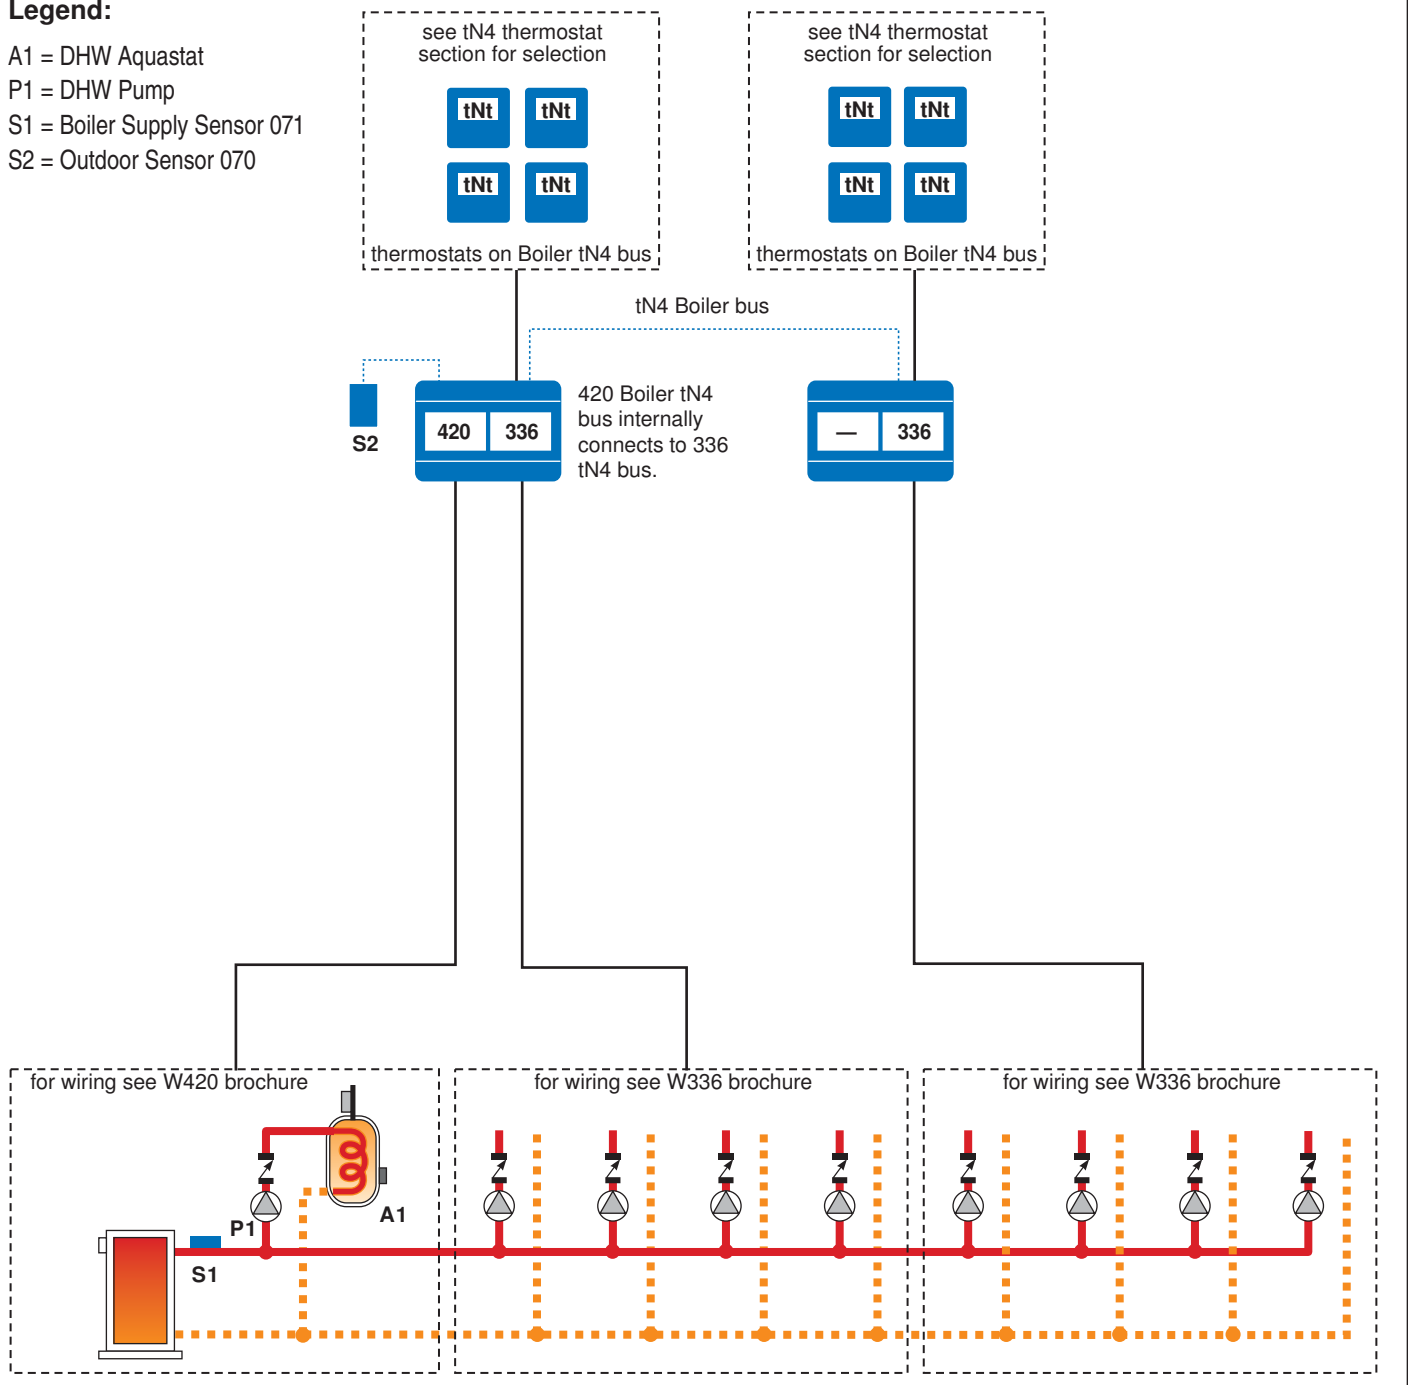 Legend:
A1 = DHW Aquastat
P1 = DHW Pump
S1 = Boiler Supply Sensor 071
S2 = Outdoor Sensor 070
see tN4 thermostat
section for selection
tNt tNt
tNt tNt
thermostats on Boiler tN4 bus
see tN4 thermostat
section for selection
tNt tNt
tNt tNt
thermostats on Boiler tN4 bus
tN4 Boiler bus
S2
420 336
420 Boiler tN4
bus internally
connects to 336
tN4 bus.
— 336
for wiring see W420 brochure
P1
A1
S1
for wiring see W336 brochure
for wiring see W336 brochure